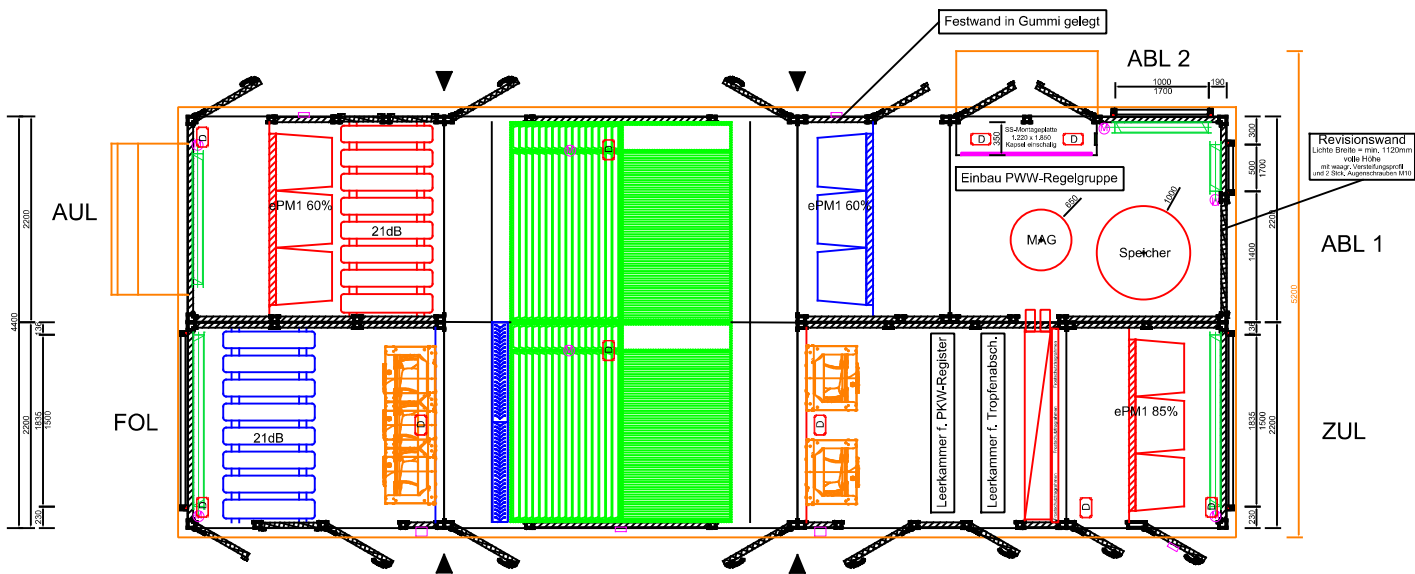 Festwand in Gummi gelegt
ABL 2
1000
1700
190
Revisionswand
Lichte Breite = min. 1120mm
volle Höhe
mit waagr. Versteifungsprofil
und 2 Stck. Augenschrauben M10
D
M
D
M
D
350
SS-Montageplatte
1.220 x 1.850
Kapsel einschalig
D
M
300
500
1700
1400
2200
Einbau PWW-Regelgruppe
AUL
ePM1 60%
21dB
ePM1 60%
650
MAG
1000
Speicher
M
ABL 1
5200
2200
4400
136
1835
1500
2200
230
FOL
21dB
D
M
D
D
Leerkammer f. PKW-Register
Leerkammer f. Tropfenabsch.
ePM1 85%
136
1835
1500
2200
230
ZUL
D
M
D
D
M